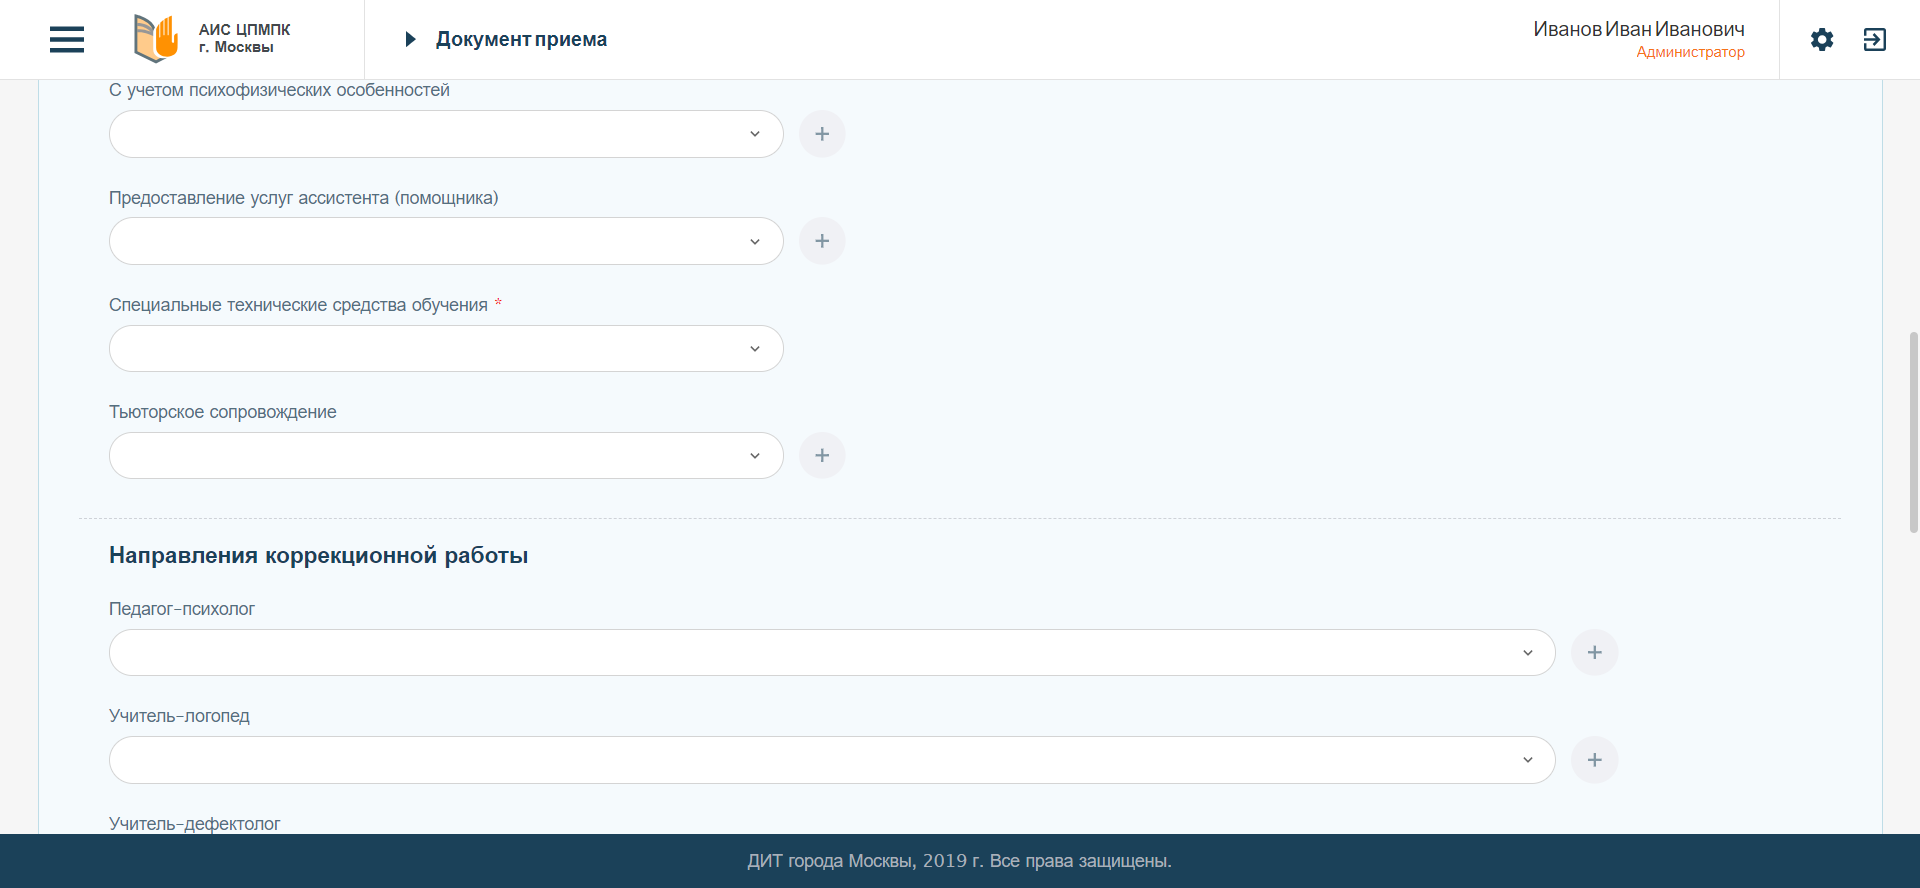 АИС ЦПМПК
г. Москвы
Документ приема
Иванов Иван Иванович
Администратор
С учетом психофизических особенностей
Предоставление услуг ассистента (помощника)
Специальные технические средства обучения *
Тьюторское сопровождение
Направления коррекционной работы
Педагог-психолог
Учитель-логопед
Учитель-дефектолог
ДИТ города Москвы, 2019 г. Все права защищены.